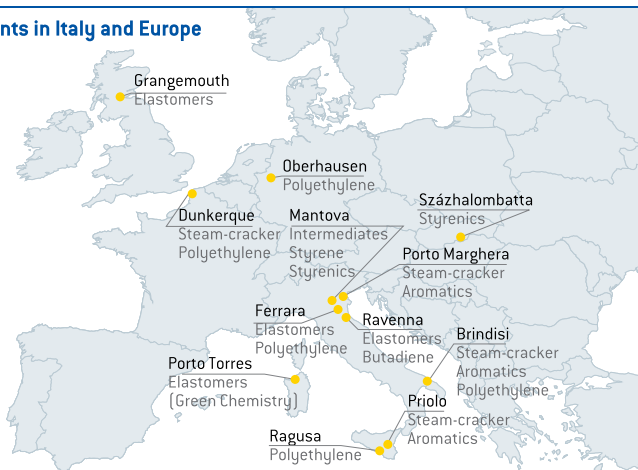 nts in Italy and Europe
Grangemouth
Elastomers
Oberhausen
Polyethylene
Dunkerque
Steam-cracker
Polyethylene
Mantova
Intermediates
Styrene
Styrenics
Százhalombatta
Styrenics
Porto Marghera
Steam-cracker
Aromatics
Ferrara
Elastomers
Polyethylene
Ravenna
Elastomers
Butadiene
Brindisi
Steam-cracker
Aromatics
Polyethylene
Porto Torres
Elastomers
(Green Chemistry)
Priolo
Steam-cracker
Aromatics
Ragusa
Polyethylene